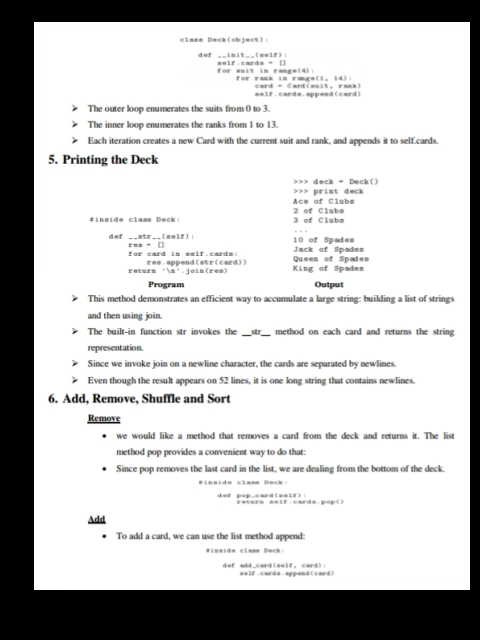 class Deck(object):
def __init__(self):
self.cards = []
for suit in range(4):
for rank in range(1, 14):
card = Card(suit, rank)
self.cards.append(card)
➢ The outer loop enumerates the suits from 0 to 3.
➢ The inner loop enumerates the ranks from 1 to 13.
➢ Each iteration creates a new Card with the current suit and rank, and appends it to self.cards.
5. Printing the Deck
#inside class Deck:
def __str__(self):
res = []
for card in self.cards:
res.append(str(card))
return '\n'.join(res)
Program
>>> deck = Deck()
>>> print deck
Ace of Clubs
2 of Clubs
3 of Clubs
...
10 of Spades
Jack of Spades
Queen of Spades
King of Spades
Output
➢ This method demonstrates an efficient way to accumulate a large string: building a list of strings
and then using join.
➢ The built-in function str invokes the __str__ method on each card and returns the string
representation.
➢ Since we invoke join on a newline character, the cards are separated by newlines.
➢ Even though the result appears on 52 lines, it is one long string that contains newlines.
6. Add, Remove, Shuffle and Sort
Remove
• we would like a method that removes a card from the deck and returns it. The list
method pop provides a convenient way to do that:
• Since pop removes the last card in the list, we are dealing from the bottom of the deck.
#inside class Deck:
def pop_card(self):
return self.cards.pop()
Add
• To add a card, we can use the list method append:
#inside class Deck:
def add_card(self, card):
self.cards.append(card)